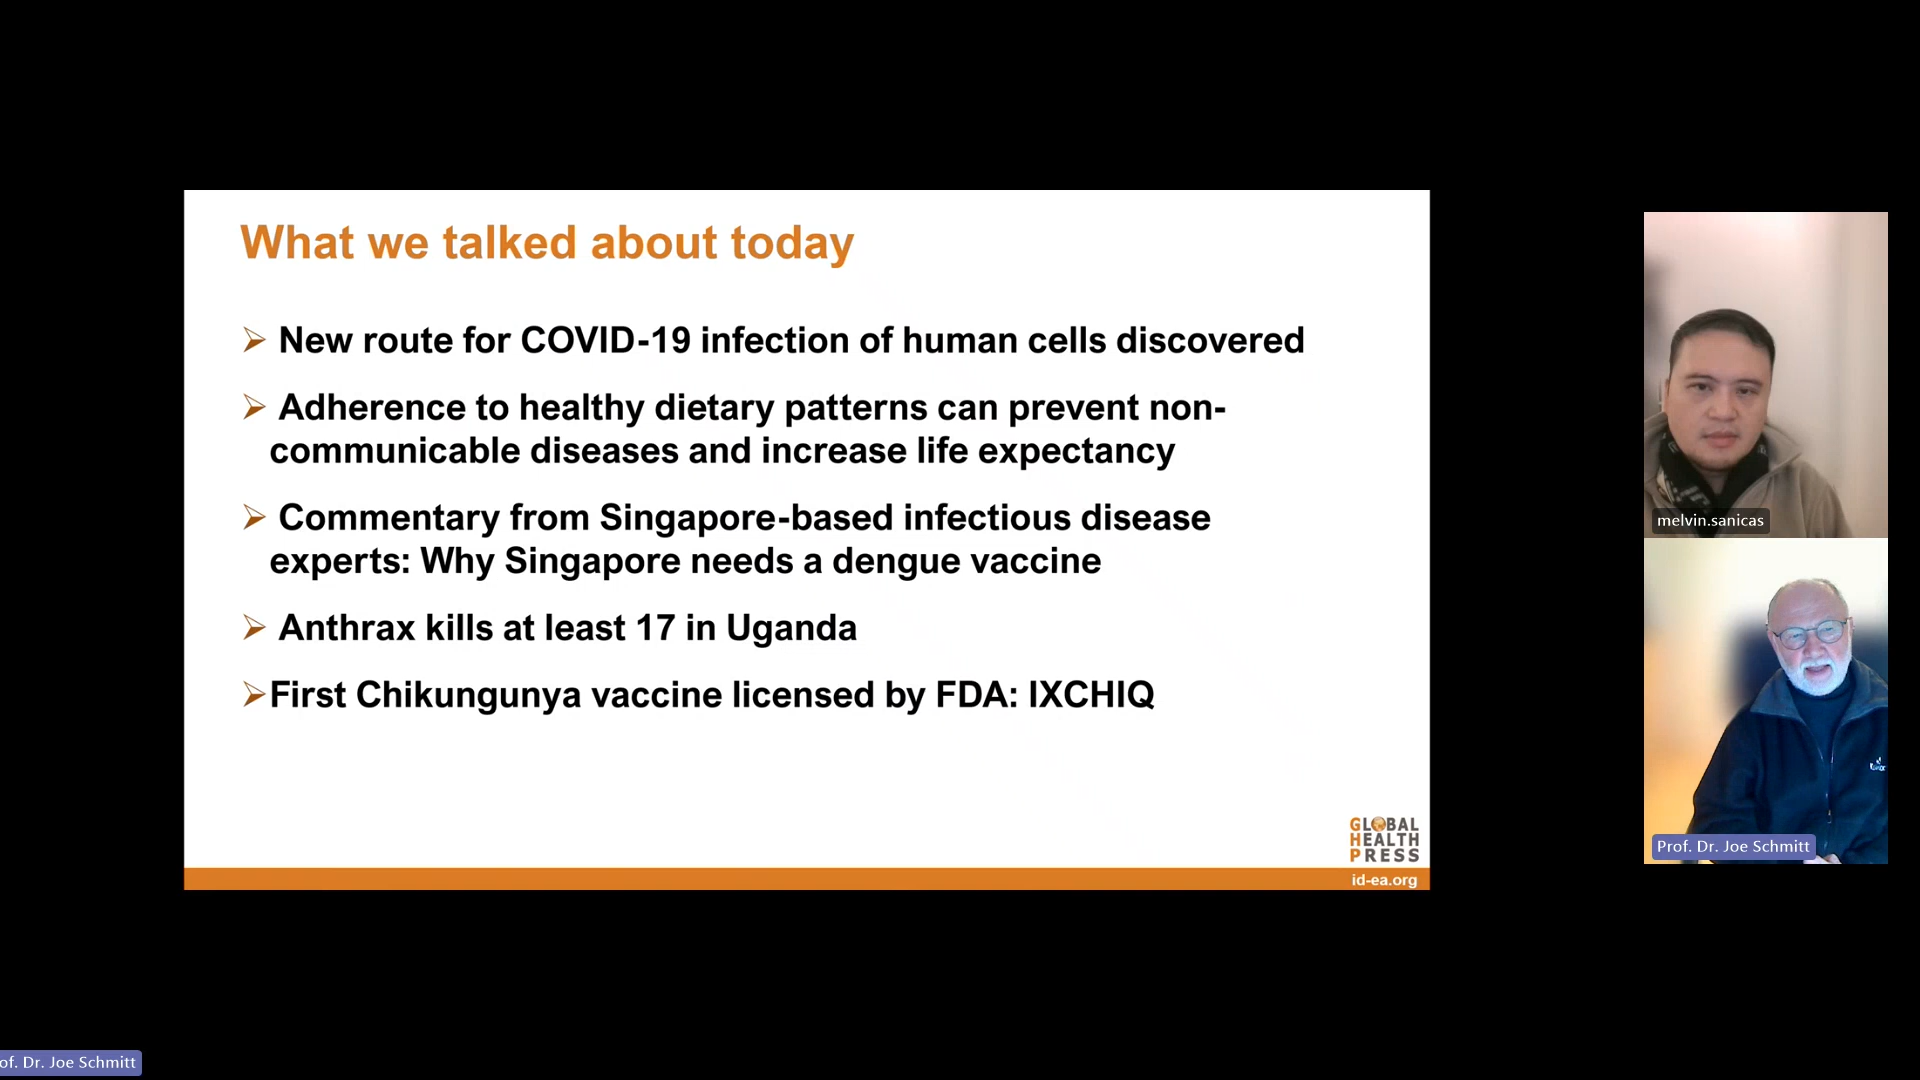 What we talked about today
➢ New route for COVID-19 infection of human cells discovered
➢ Adherence to healthy dietary patterns can prevent non-
communicable diseases and increase life expectancy
➢ Commentary from Singapore-based infectious disease
experts: Why Singapore needs a dengue vaccine
➢ Anthrax kills at least 17 in Uganda
➢First Chikungunya vaccine licensed by FDA: IXCHIQ
GLOBAL
HEALTH
PRESS
id-ea.org
melvin.sanicas
Prof. Dr. Joe Schmitt
of. Dr. Joe Schmitt